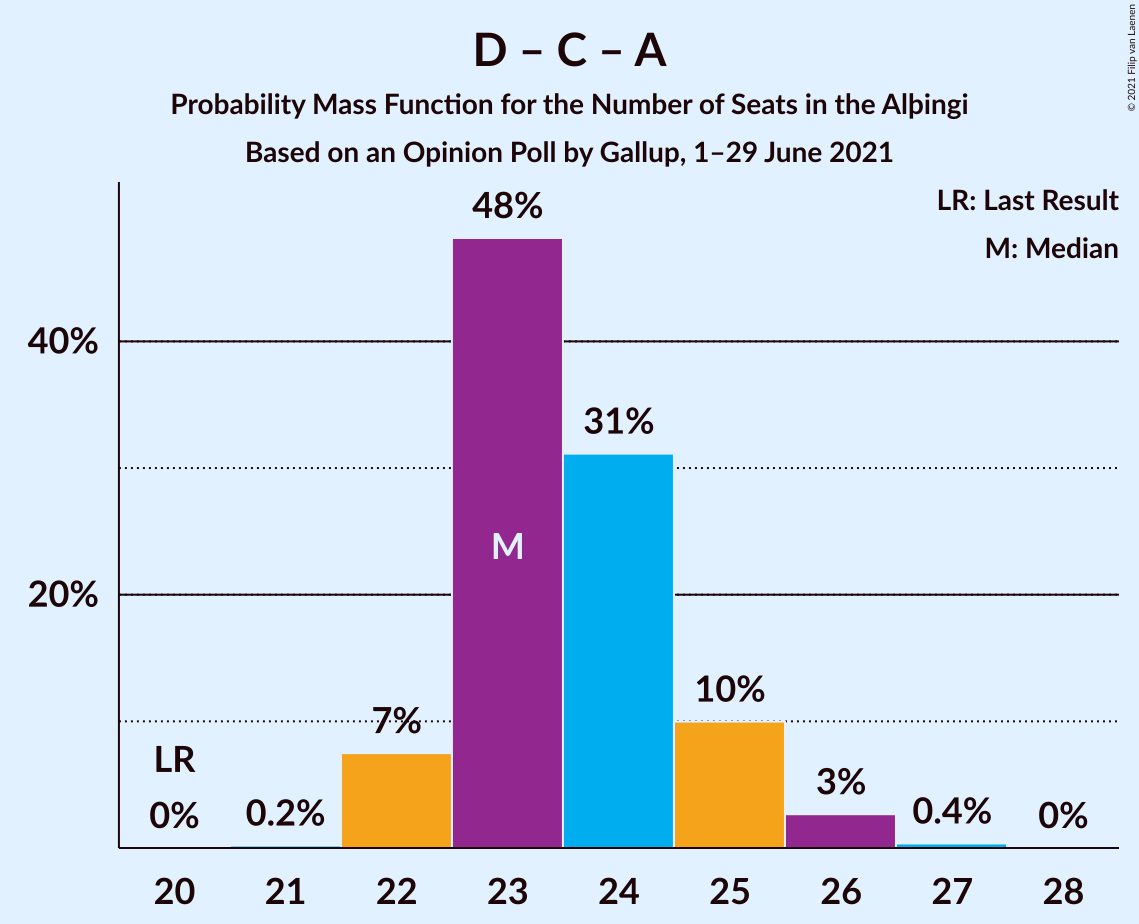 D – C – A
Probability Mass Function for the Number of Seats in the Alþingi
Based on an Opinion Poll by Gallup, 1–29 June 2021
© 2021 Filip van Laenen
LR: Last Result
M: Median
48%
40%
31%
M
20%
10%
7%
LR
3%
0%
0.2%
0.4%
0%
20 21 22 23 24 25 26 27 28